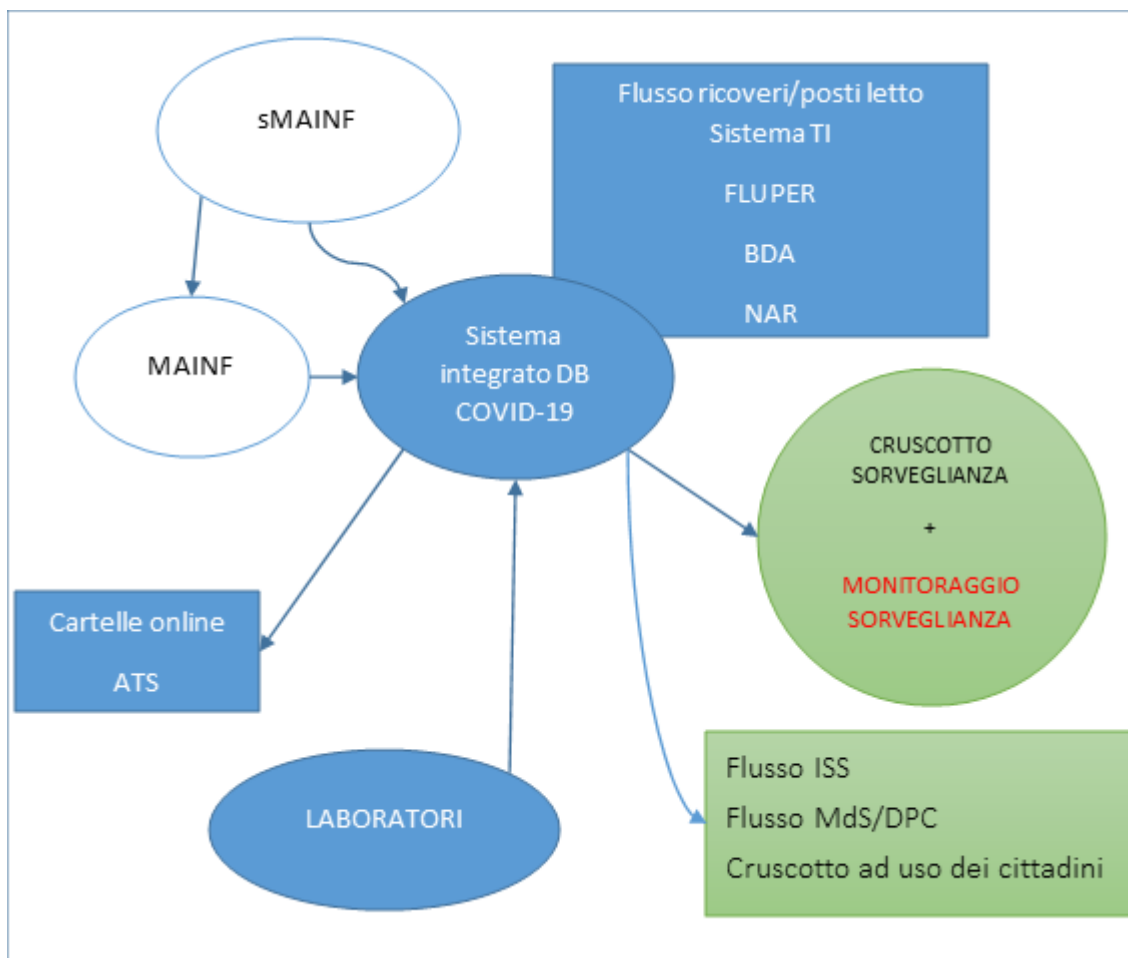 sMAINF
Flusso ricoveri/posti letto
Sistema TI
FLUPER
BDA
NAR
MAINF
Sistema
integrato DB
COVID-19
CRUSCOTTO
SORVEGLIANZA
+
MONITORAGGIO
SORVEGLIANZA
Cartelle online
ATS
LABORATORI
Flusso ISS
Flusso MdS/DPC
Cruscotto ad uso dei cittadini